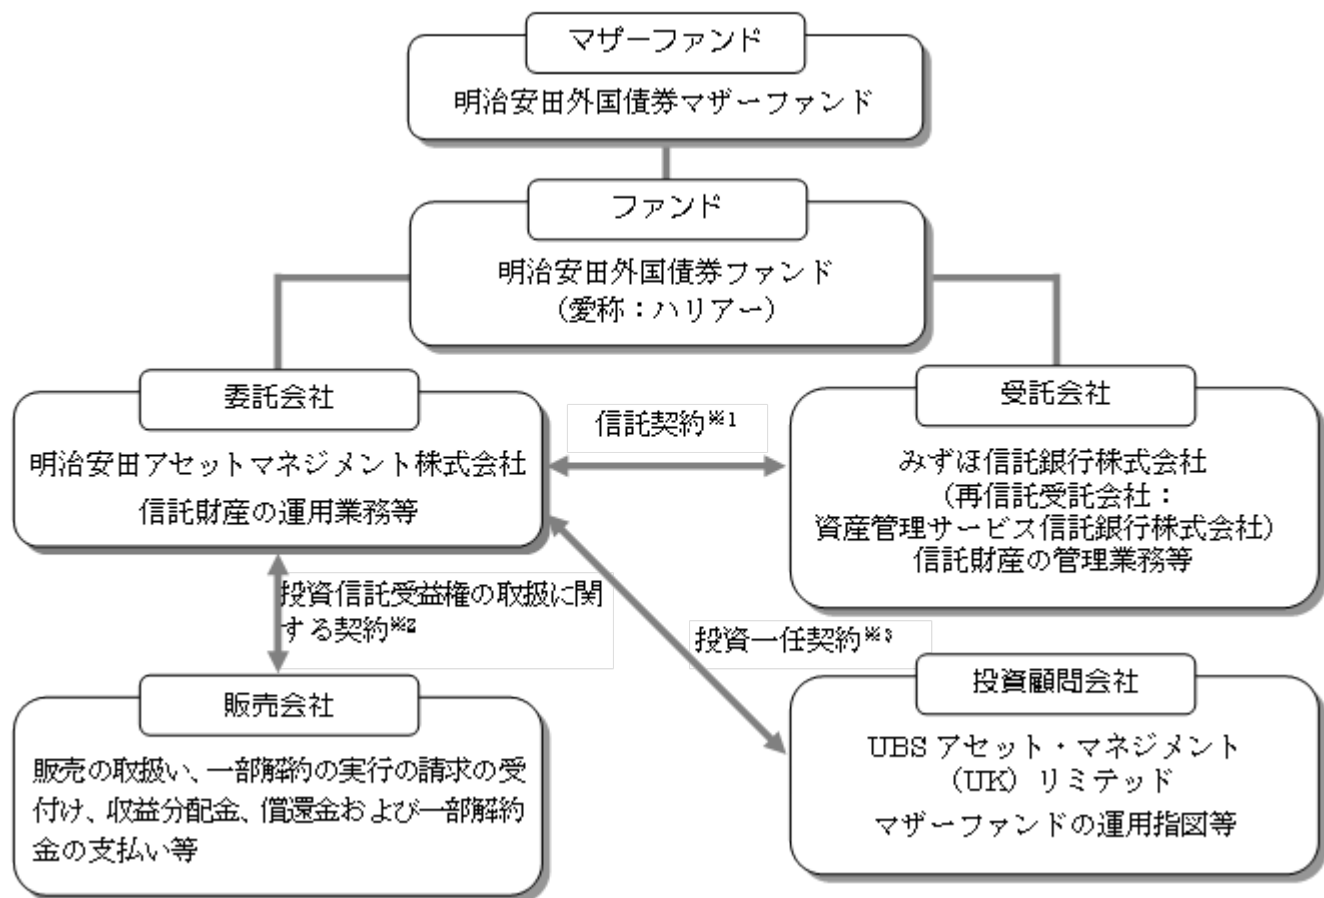 マザーファンド
明治安田外国債券マザーファンド
ファンド
明治安田外国債券ファンド
（愛称：ハリアー）
委託会社
明治安田アセットマネジメント株式会社
信託財産の運用業務等
信託契約※1
受託会社
みずほ信託銀行株式会社
（再信託受託会社：
資産管理サービス信託銀行株式会社）
信託財産の管理業務等
投資信託受益権の取扱に関
する契約※2
投資一任契約※3
販売会社
販売の取扱い、一部解約の実行の請求の受
付け、収益分配金、償還金および一部解約
金の支払い等
投資顧問会社
UBS アセット・マネジメント
（UK）リミテッド
マザーファンドの運用指図等